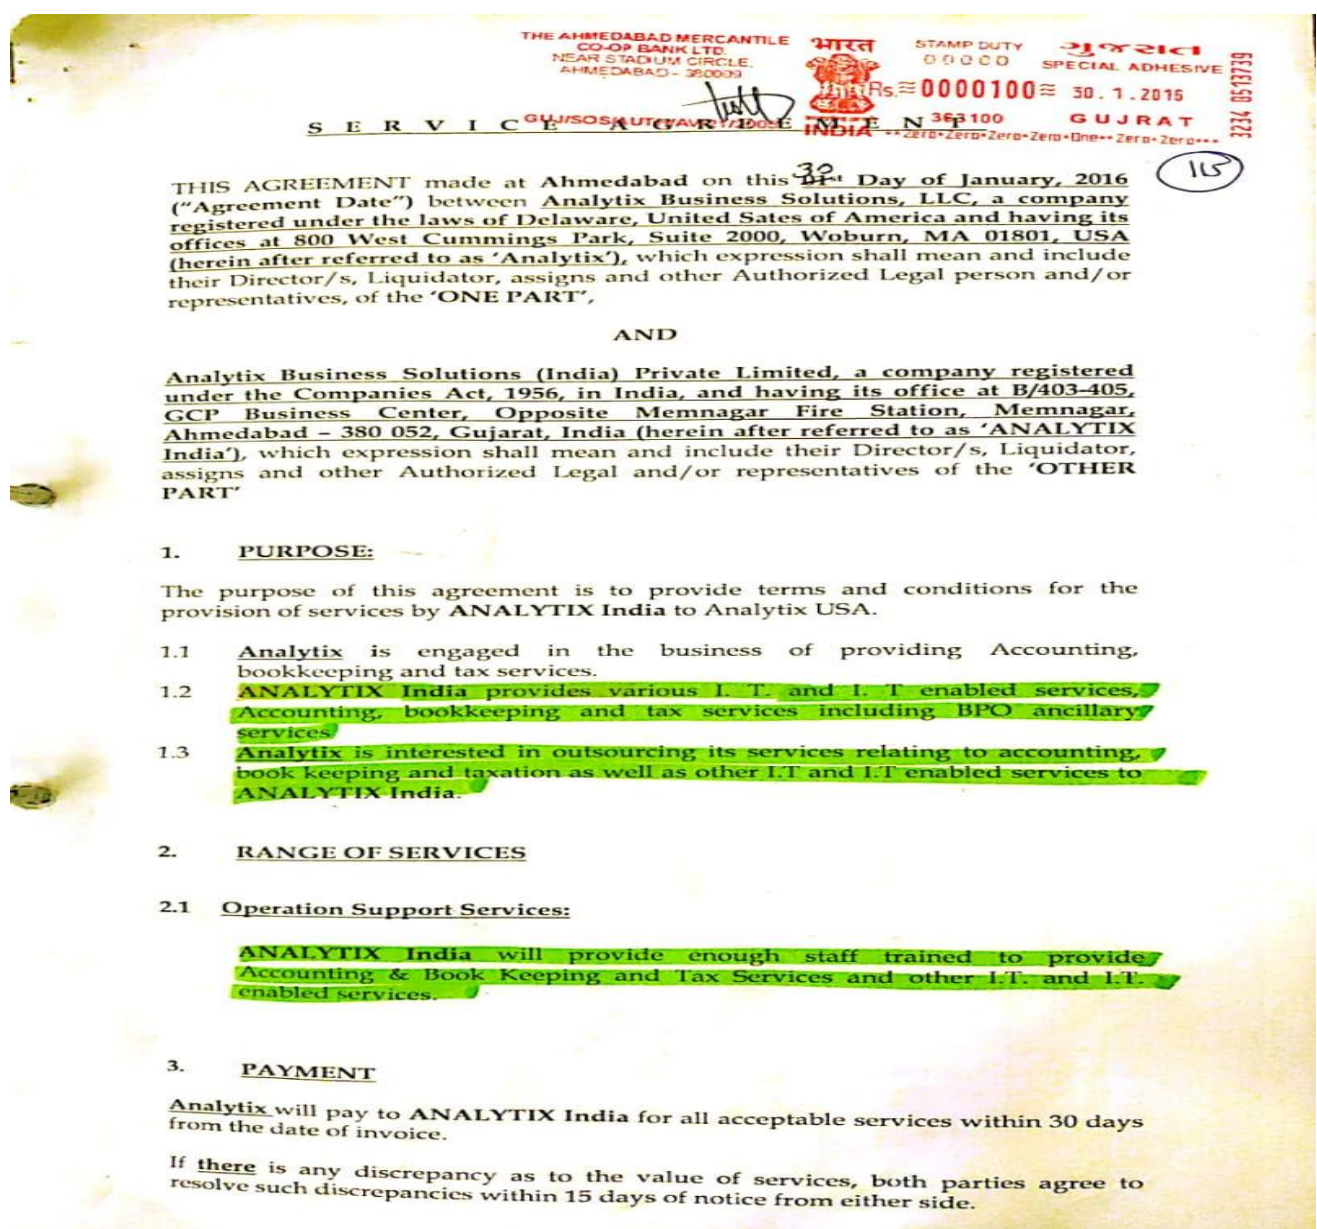 THE AHMEDABAD MERCANTILE
CO-OP BANK LTD.
NEAR STADIUM CIRCLE,
AHMEDABAD - 380009
भारत
INDIA
STAMP DUTY
ગુજરાત
SPECIAL ADHESIVE
Rs.≈0000100≈ 30.1.2016
363100 GUJRAT
Zero-Zero-Zero-Zero-One-Zero-Zero
3234 0513739
SERVICE AGREEMENT
115
THIS AGREEMENT made at Ahmedabad on this Day of January, 2016
("Agreement Date") between Analytix Business Solutions, LLC, a company
registered under the laws of Delaware, United Sates of America and having its
offices at 800 West Cummings Park, Suite 2000, Woburn, MA 01801, USA
(herein after referred to as 'Analytix'), which expression shall mean and include
their Director/s, Liquidator, assigns and other Authorized Legal person and/or
representatives, of the 'ONE PART',
AND
Analytix Business Solutions (India) Private Limited, a company registered
under the Companies Act, 1956, in India, and having its office at B/403-405,
GCP Business Center, Opposite Memnagar Fire Station, Memnagar,
Ahmedabad – 380 052, Gujarat, India (herein after referred to as 'ANALYTIX
India'), which expression shall mean and include their Director/s, Liquidator,
assigns and other Authorized Legal and/or representatives of the 'OTHER
PART'
1. PURPOSE:
The purpose of this agreement is to provide terms and conditions for the
provision of services by ANALYTIX India to Analytix USA.
1.1 Analytix is engaged in the business of providing Accounting,
bookkeeping and tax services.
1.2 ANALYTIX India provides various I. T. and I. T enabled services,
Accounting, bookkeeping and tax services including BPO ancillary
services
1.3 Analytix is interested in outsourcing its services relating to accounting,
book keeping and taxation as well as other I.T and I.T enabled services to
ANALYTIX India.
2. RANGE OF SERVICES
2.1 Operation Support Services:
ANALYTIX India will provide enough staff trained to provide
Accounting & Book Keeping and Tax Services and other I.T. and I.T.
enabled services.
3. PAYMENT
Analytix will pay to ANALYTIX India for all acceptable services within 30 days
from the date of invoice.
If there is any discrepancy as to the value of services, both parties agree to
resolve such discrepancies within 15 days of notice from either side.